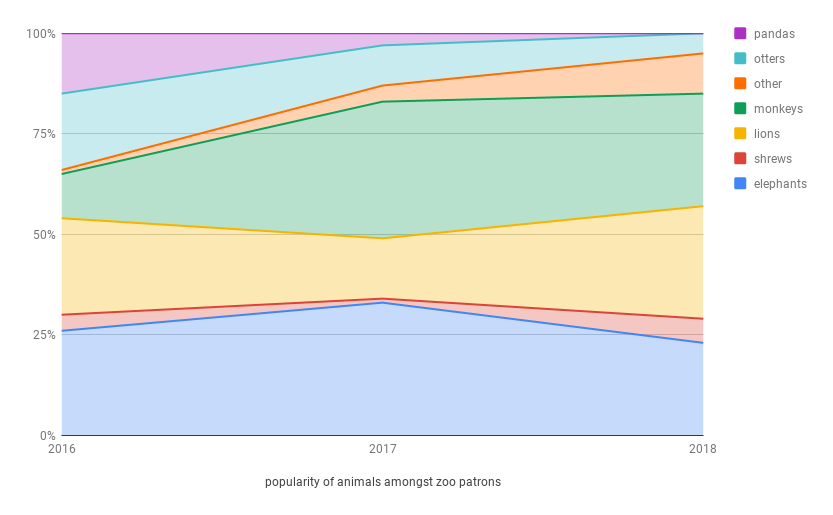 100%
75%
50%
25%
0%
2016 2017 2018
popularity of animals amongst zoo patrons
pandas
otters
other
monkeys
lions
shrews
elephants